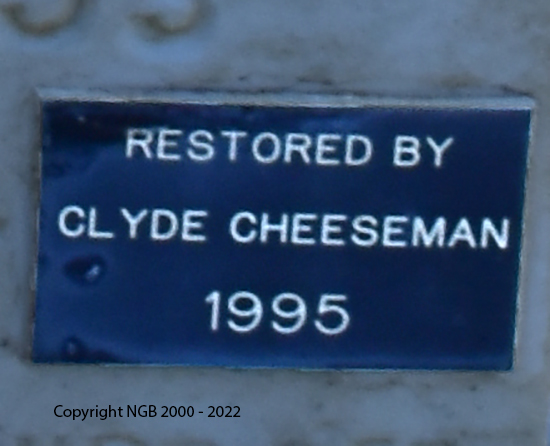 RESTORED BY
CLYDE CHEESEMAN
1995
Copyright NGB 2000 - 2022